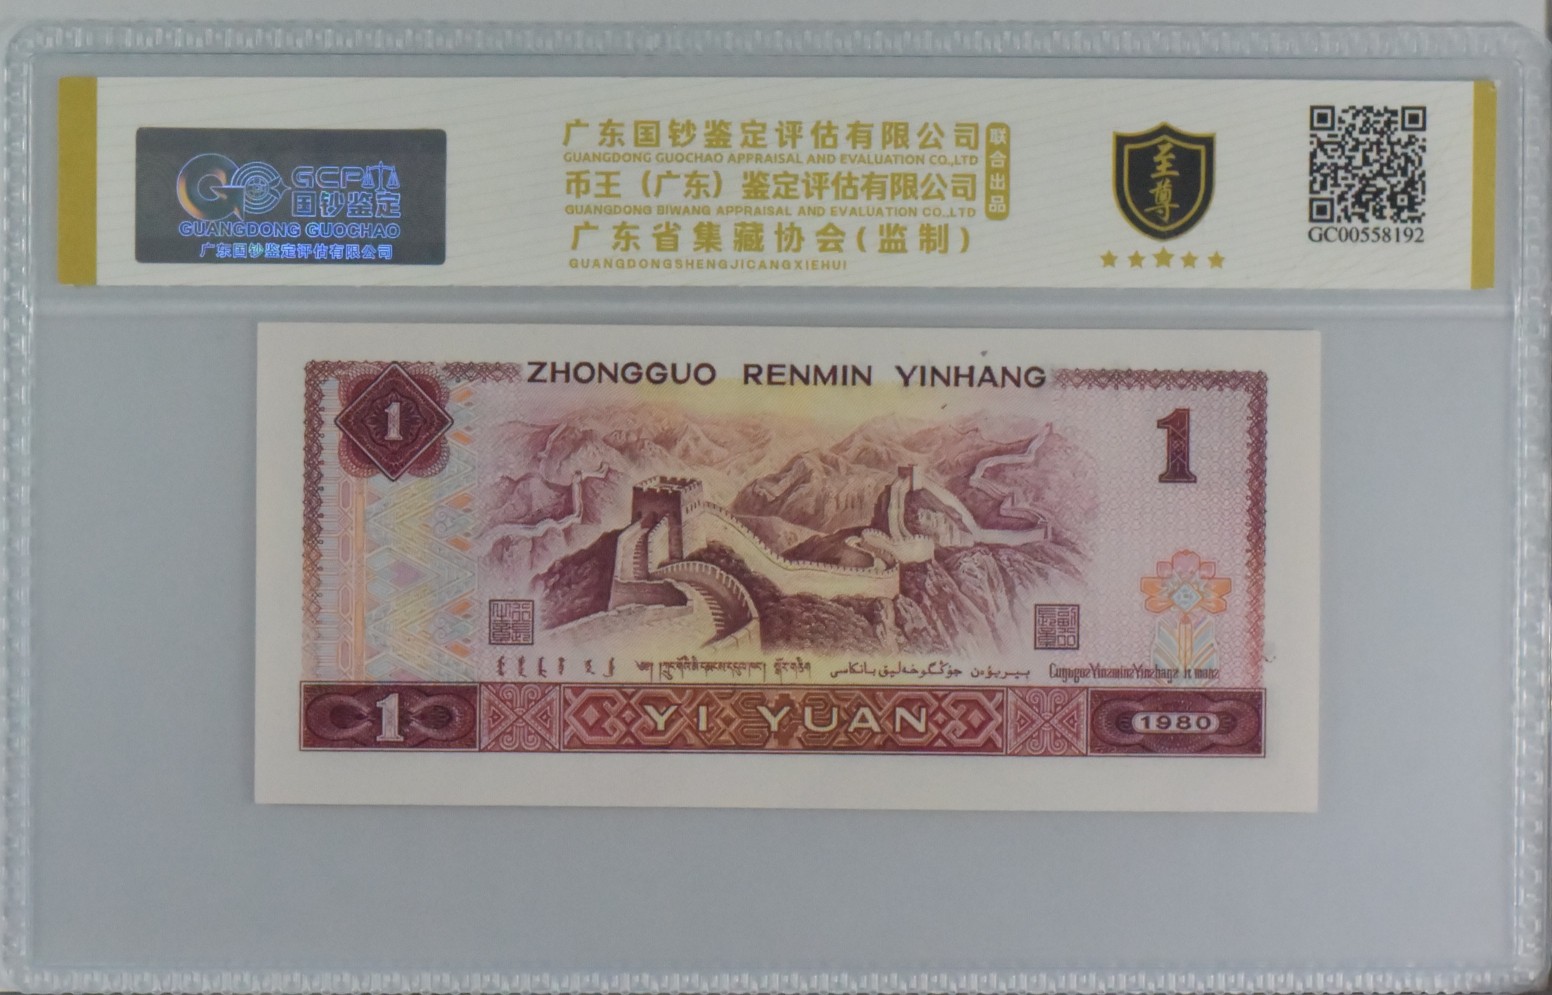 GCP
国钞鉴定
GUANGDONG GUOCHAO
广东国钞鉴定评估有限公司
广东国钞鉴定评估有限公司
GUANGDONG GUOCHAO APPRAISAL AND EVALUATION CO.,LTD
币王（广东）鉴定评估有限公司
GUANGDONG BIWANG APPRAISAL AND EVALUATION CO.,LTD
广东省集藏协会(监制)
GUANGDONGSHENGJICANGXIEHUI
联合出品
至尊
GC00558192
ZHONGGUO RENMIN YINHANG
1
1
1
YI YUAN
1980